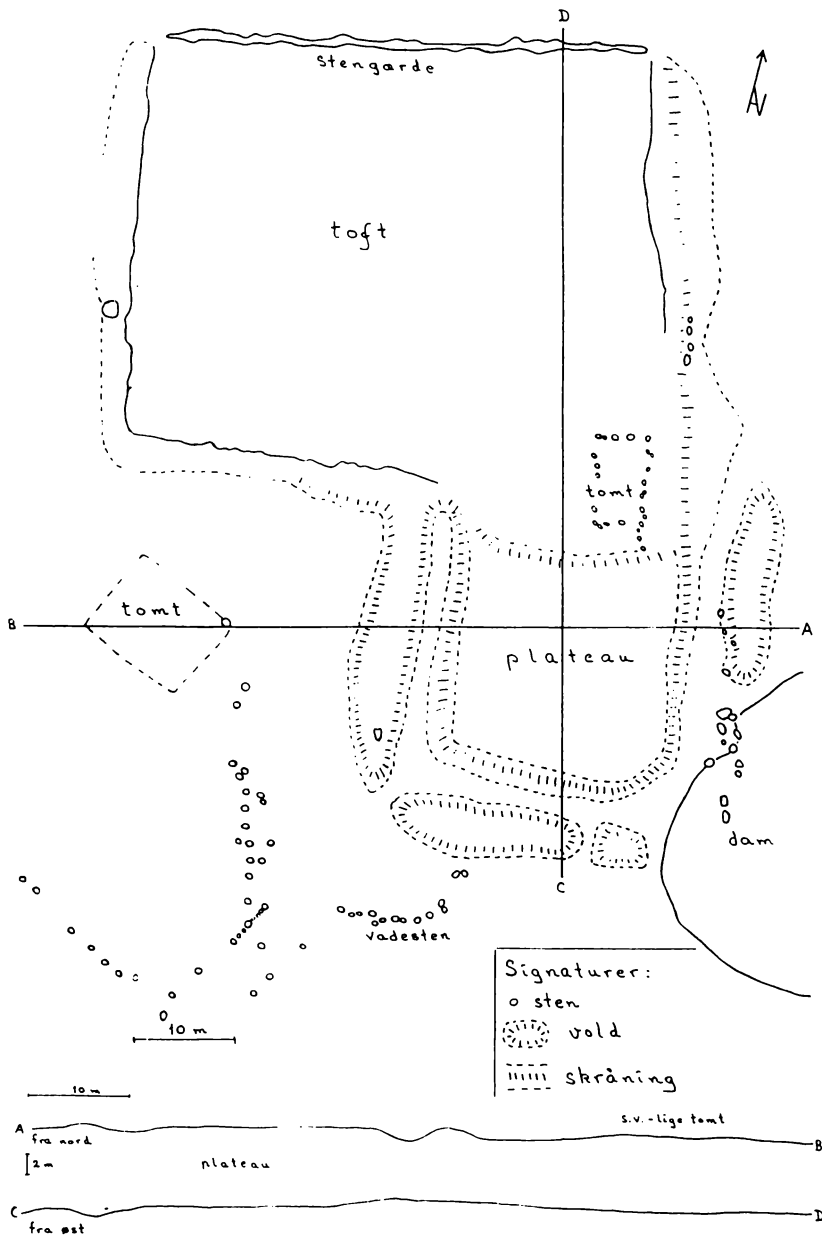 D
Stengærde
N
toft
tomt
tomt
B
A
plateau
dam
C
vadesten
Signaturer:
o sten
vold
skråning
10 m
10 m
A
fra nord
s.v.-lige tomt
B
2 m
plateau
C
fra øst
D